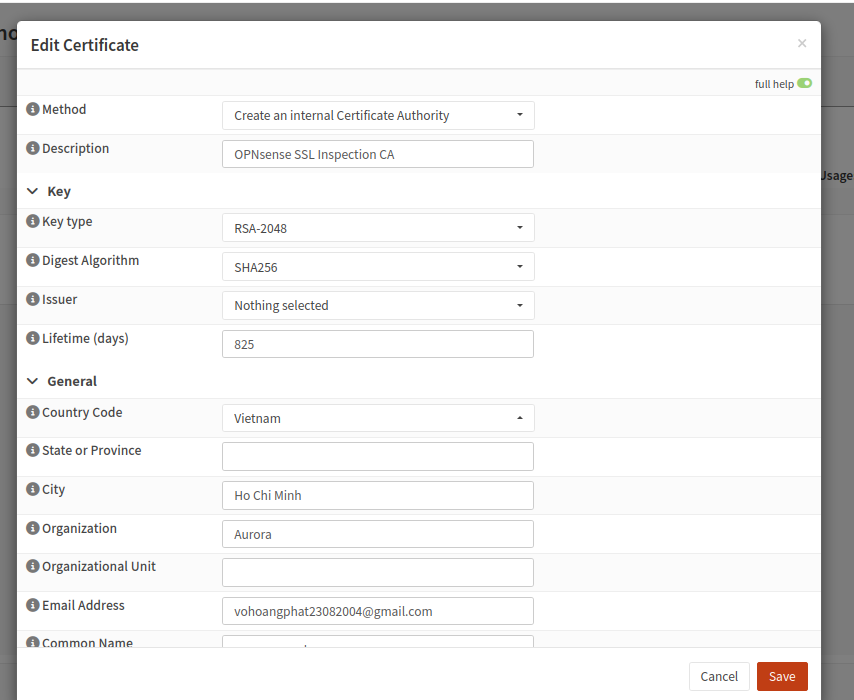 Edit Certificate ×
full help
Method Create an internal Certificate Authority
Description OPNsense SSL Inspection CA
Key
Key type RSA-2048
Digest Algorithm SHA256
Issuer Nothing selected
Lifetime (days) 825
General
Country Code Vietnam
State or Province
City Ho Chi Minh
Organization Aurora
Organizational Unit
Email Address vohoangphat23082004@gmail.com
Common Name
Cancel Save
Usage